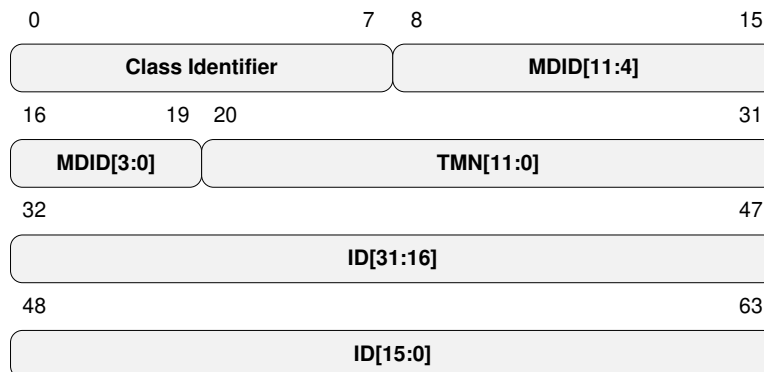 0 7 8 15
Class Identifier MDID[11:4]
16 19 20 31
MDID[3:0] TMN[11:0]
32 47
ID[31:16]
48 63
ID[15:0]